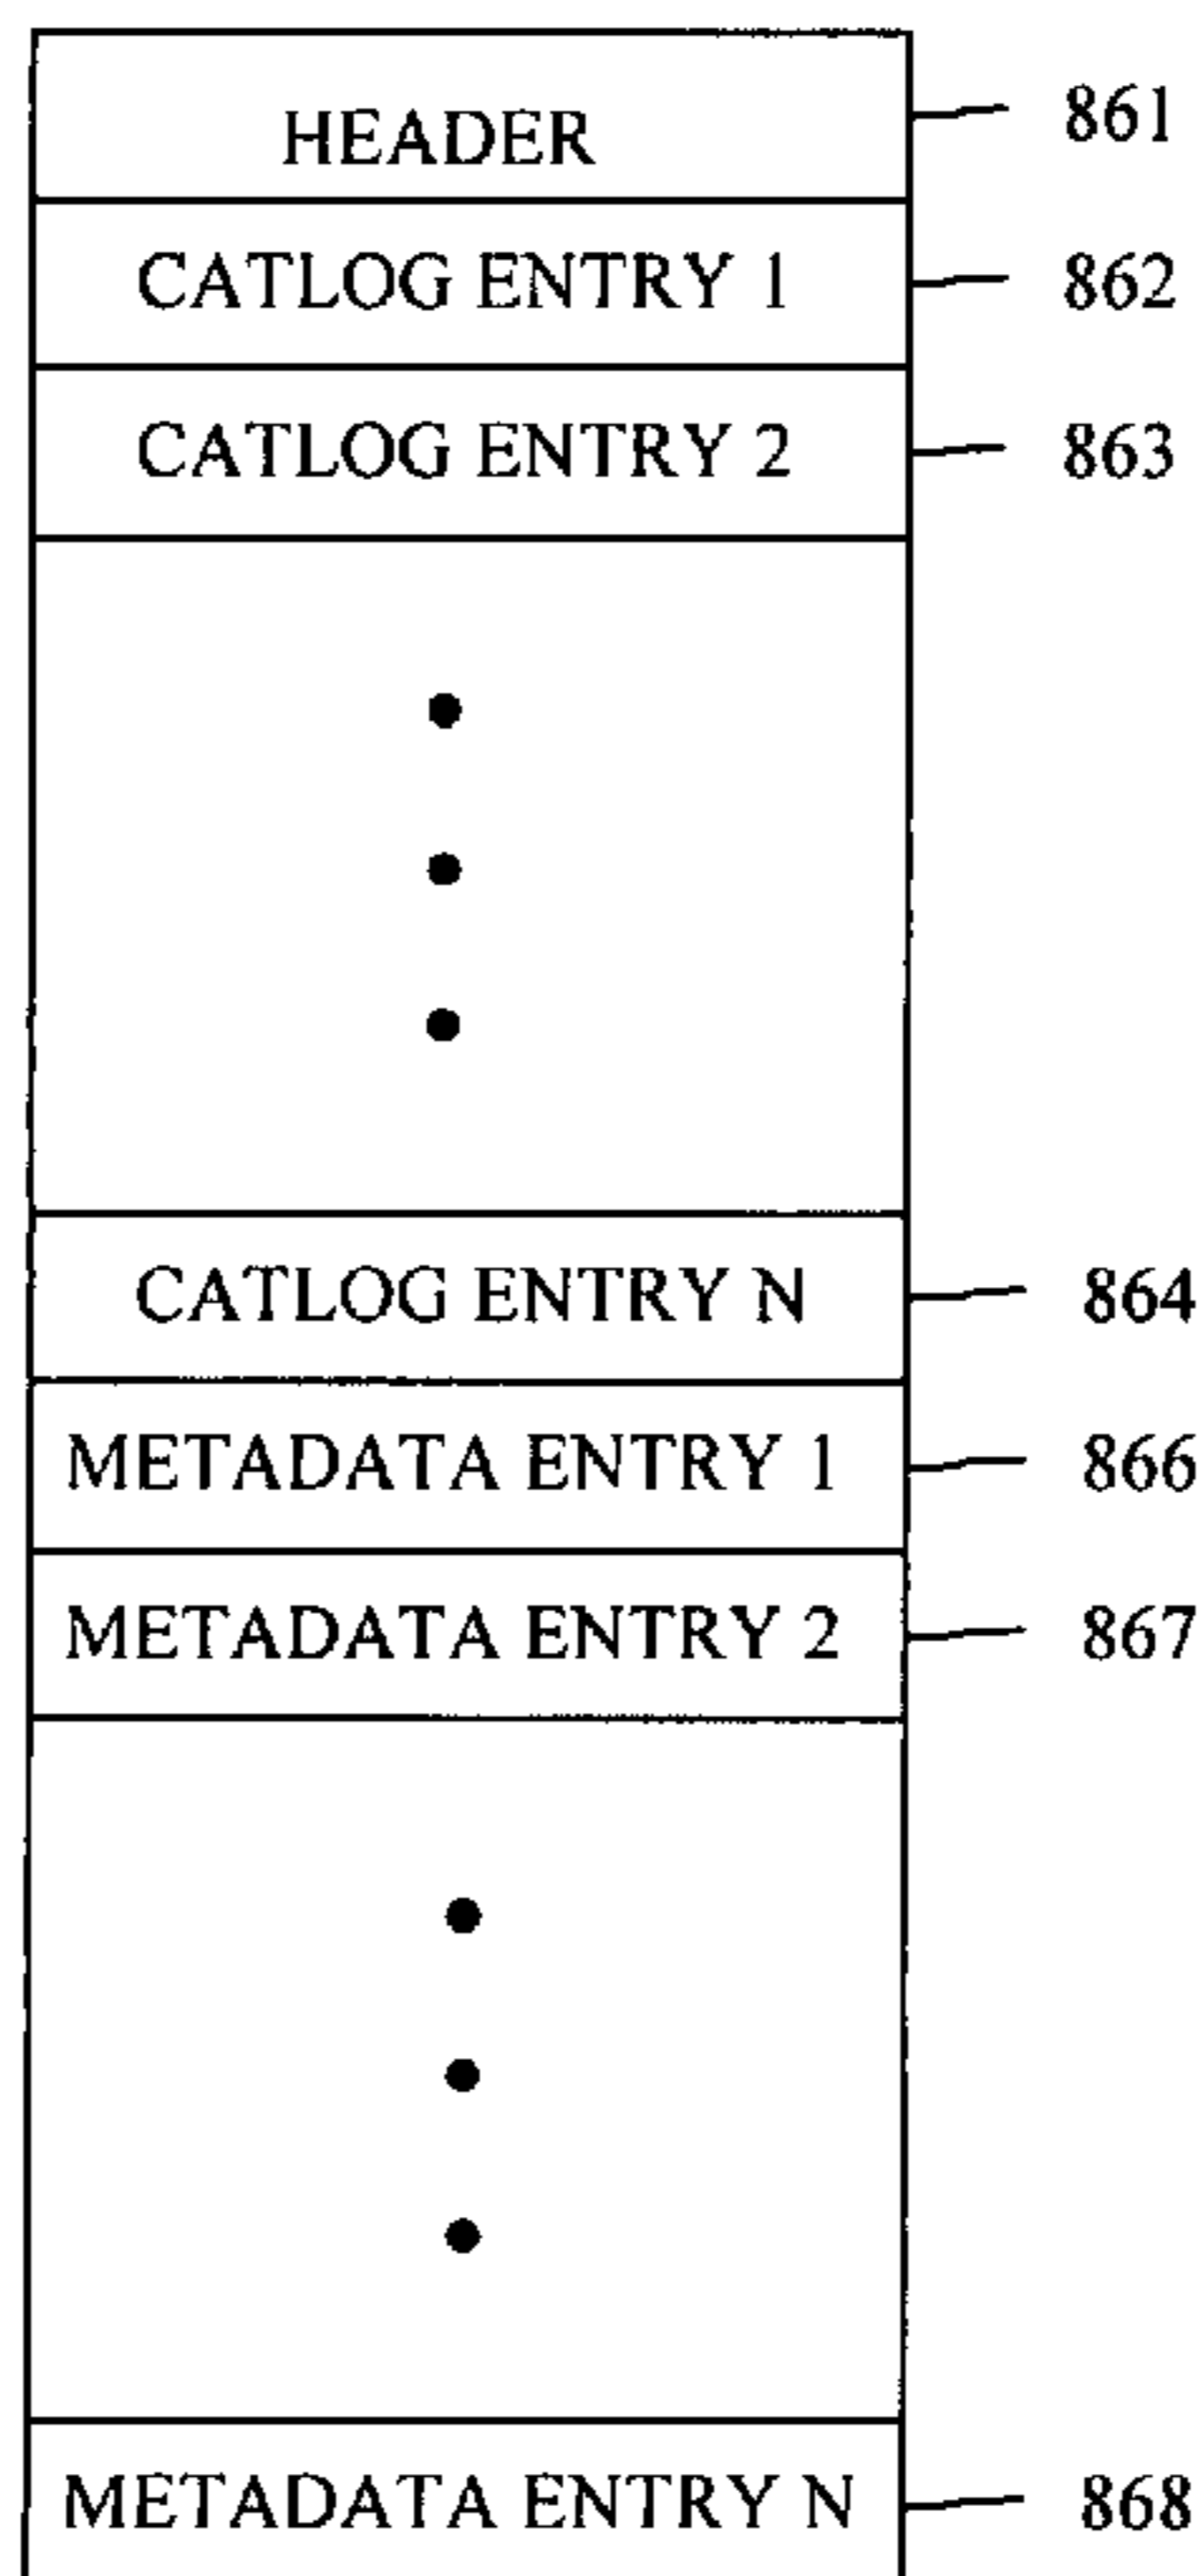 HEADER 861
CATLOG ENTRY 1 862
CATLOG ENTRY 2 863
CATLOG ENTRY N 864
METADATA ENTRY 1 866
METADATA ENTRY 2 867
METADATA ENTRY N 868